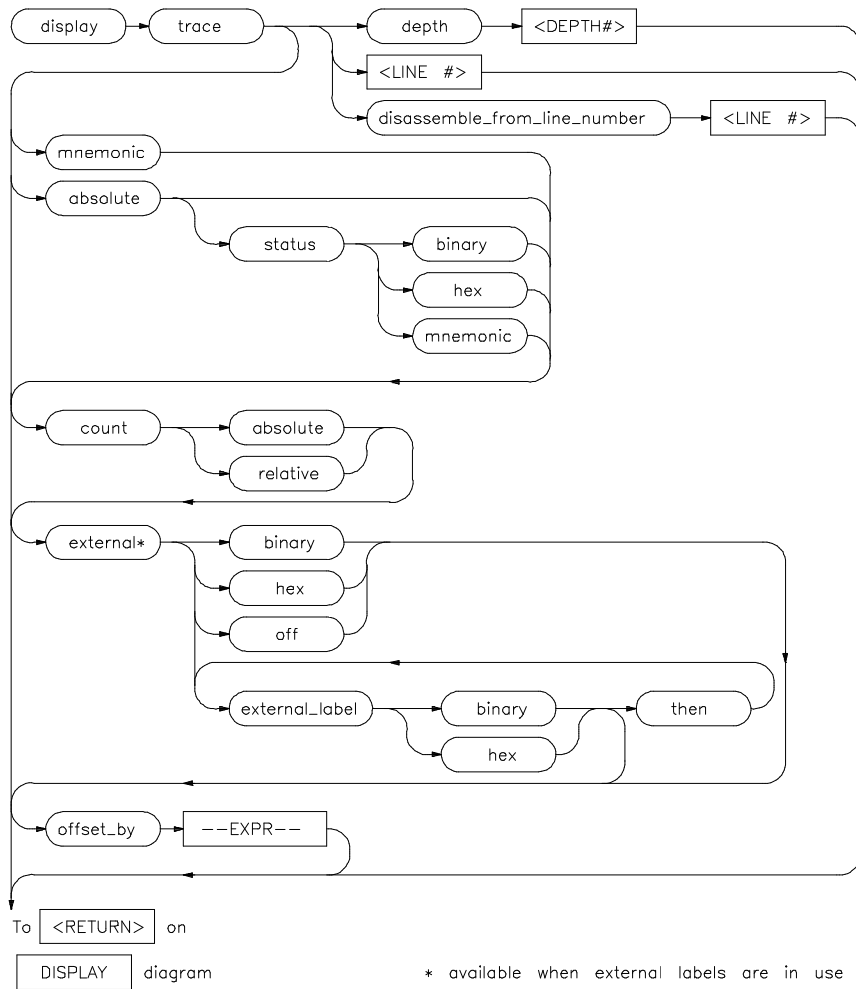 display trace depth <DEPTH#>
<LINE #>
disassemble_from_line_number <LINE #>
mnemonic
absolute
status binary
hex
mnemonic
count absolute
relative
external* binary
hex
off
external_label binary then
hex
offset_by --EXPR--
To <RETURN> on
DISPLAY diagram * available when external labels are in use